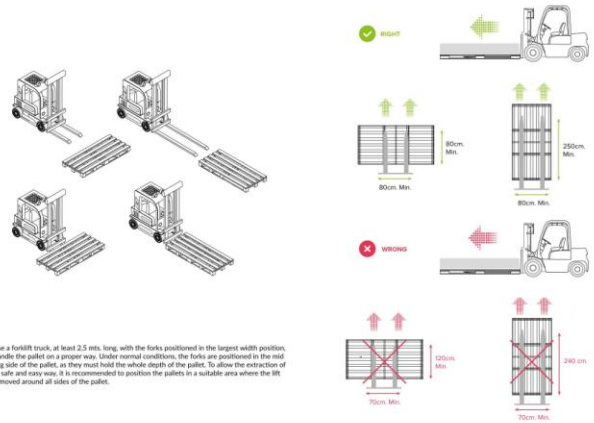 RIGHT
80cm.
Min.
80cm. Min.
250cm.
Min.
80cm. Min.
WRONG
120cm.
Min.
70cm. Min.
240 cm.
70cm. Min.
se a forklift truck, at least 2.5 mts. long, with the forks positioned in the largest width position,
ndle the pallet on a proper way. Under normal conditions, the forks are positioned in the mid
g side of the pallet, as they must hold the whole depth of the pallet. To allow the extraction of
safe and easy way, it is recommended to position the pallets in a suitable area where the lift
moved around all sides of the pallet.